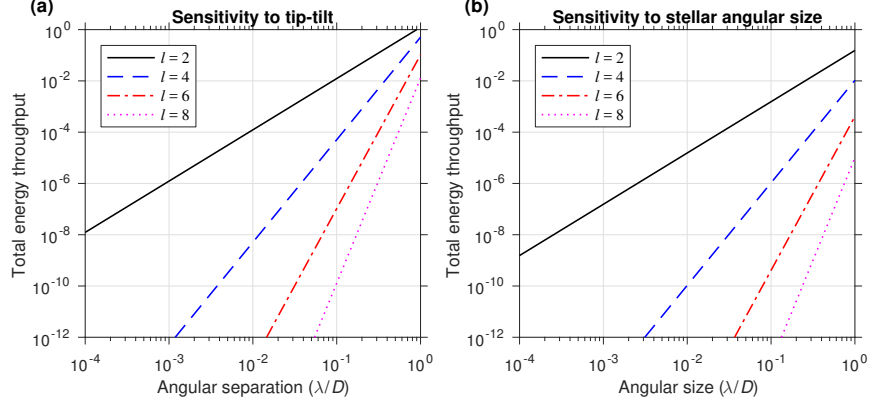 (a)
Sensitivity to tip-tilt
l = 2
l = 4
l = 6
l = 8
Total energy throughput
10^0
10^-2
10^-4
10^-6
10^-8
10^-10
10^-12
10^-4
10^-3
10^-2
10^-1
10^0
Angular separation (λ/D)
(b)
Sensitivity to stellar angular size
l = 2
l = 4
l = 6
l = 8
Total energy throughput
10^0
10^-2
10^-4
10^-6
10^-8
10^-10
10^-12
10^-4
10^-3
10^-2
10^-1
10^0
Angular size (λ/D)